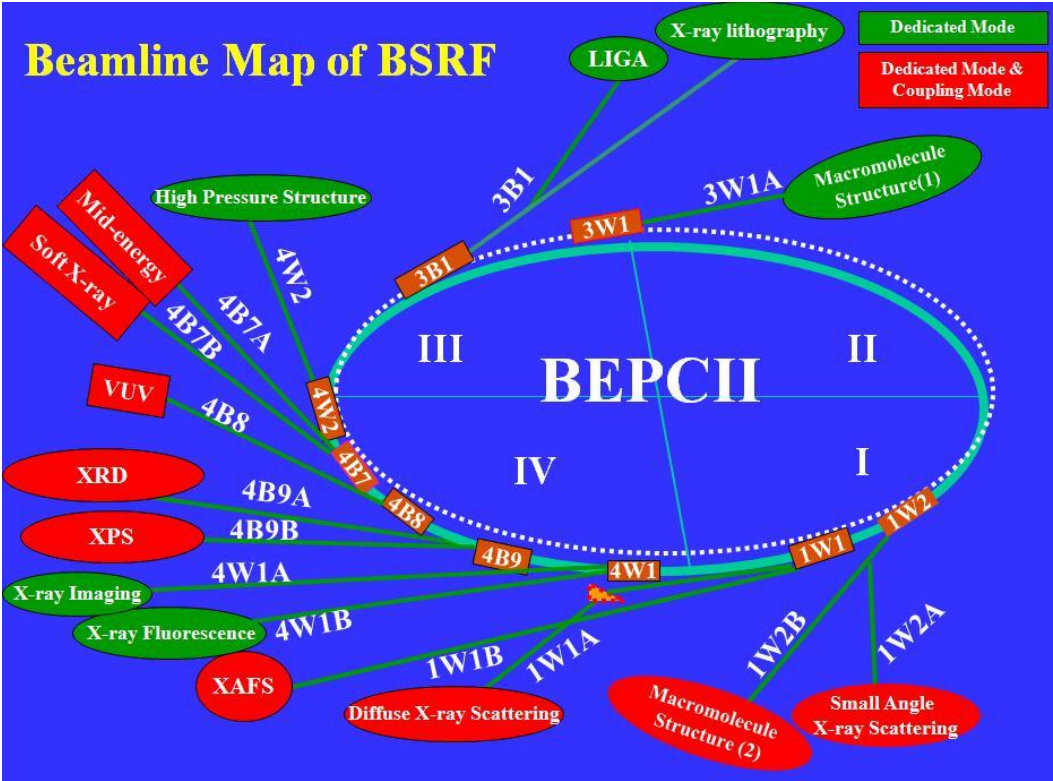 Beamline Map of BSRF
X-ray lithography
LIGA
Dedicated Mode
Dedicated Mode &
Coupling Mode
Macromolecule
Structure(1)
3W1A
3B1
High Pressure Structure
Mid-energy
Soft X-ray
3W1
3B1
4W2
4B7A
4B7B
III
II
BEPCII
VUV
4B8
4W2
IV
I
XRD
4B9A
4B7
XPS
4B9B
4B8
1W2
4B9
4W1
1W1
X-ray Imaging
4W1A
X-ray Fluorescence
4W1B
XAFS
1W1B
1W1A
1W2B
1W2A
Diffuse X-ray Scattering
Macromolecule
Structure (2)
Small Angle
X-ray Scattering